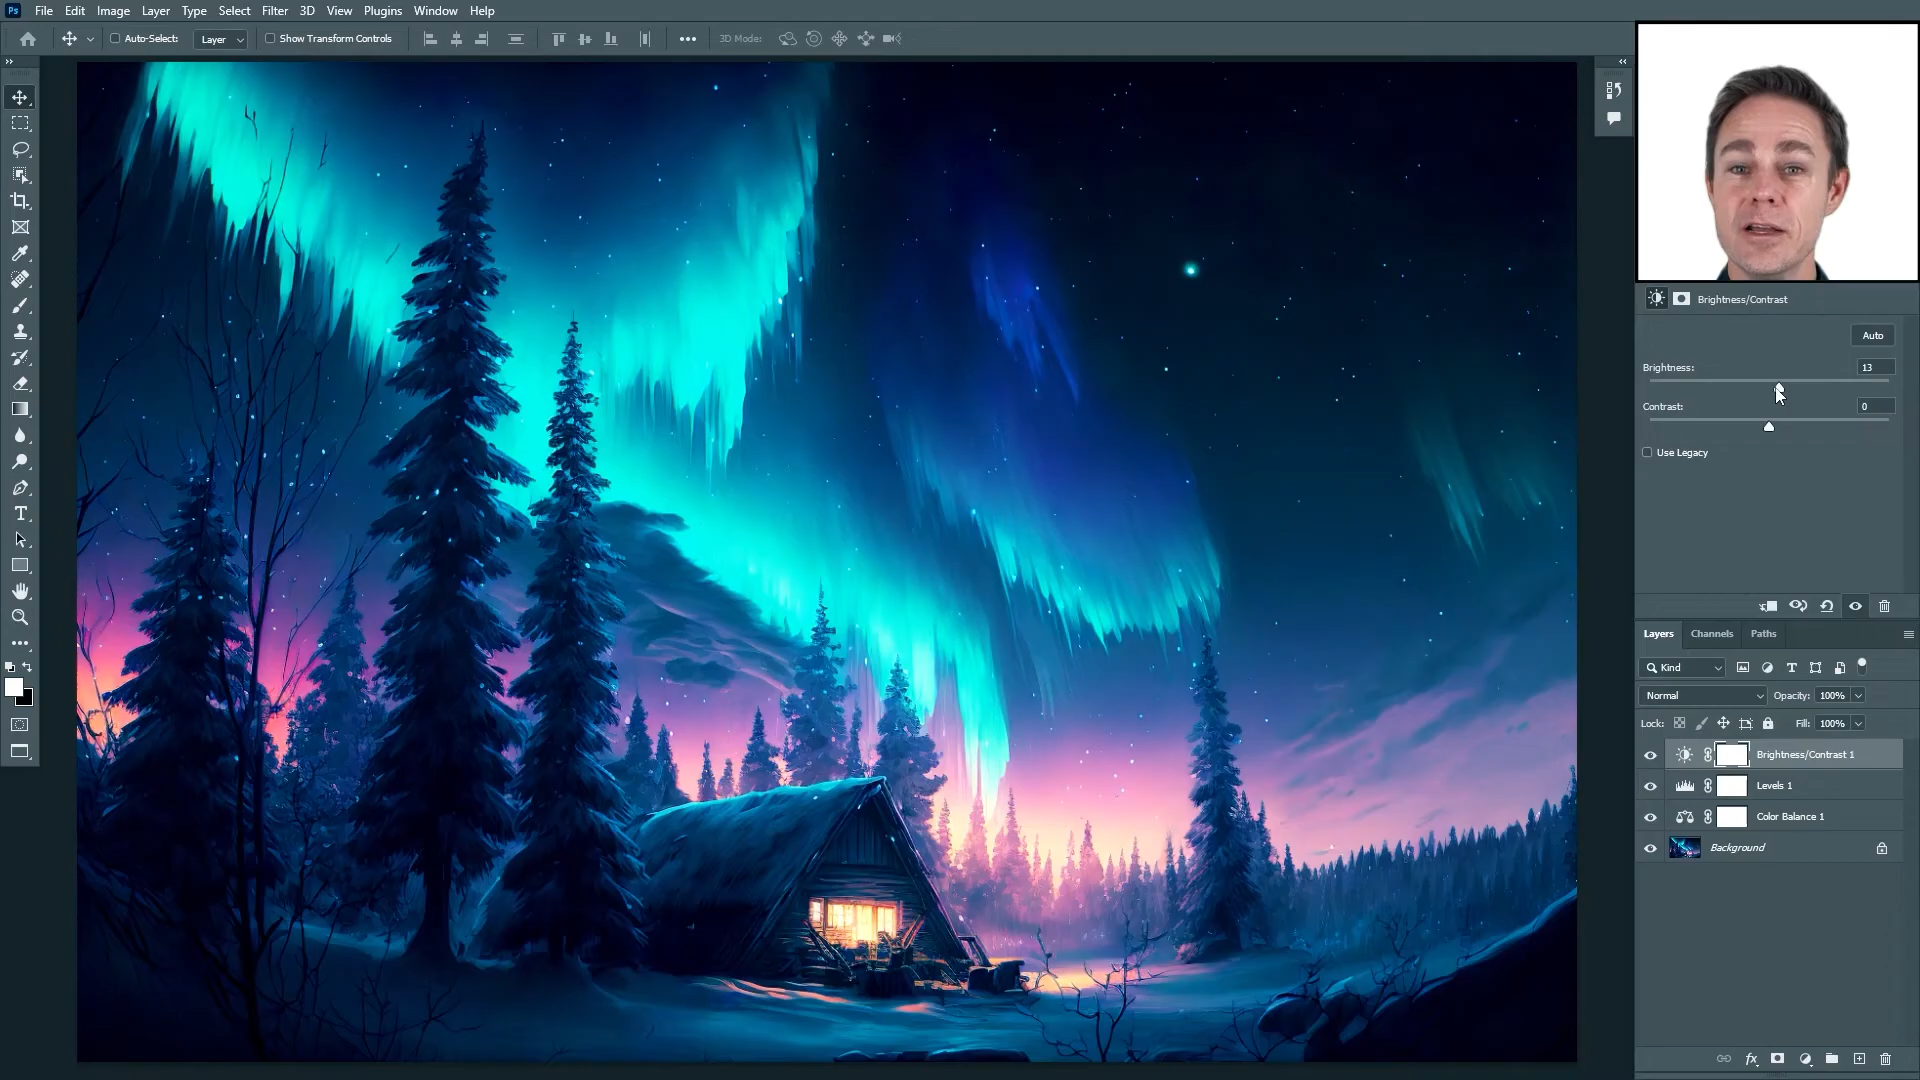 Ps File Edit Image Layer Type Select Filter 3D View Plugins Window Help
Auto-Select: Layer Show Transform Controls 3D Mode:
Brightness/Contrast
Auto
Brightness: 13
Contrast: 0
Use Legacy
Layers Channels Paths
Kind
Normal Opacity: 100%
Lock: Fill: 100%
Brightness/Contrast 1
Levels 1
Color Balance 1
Background